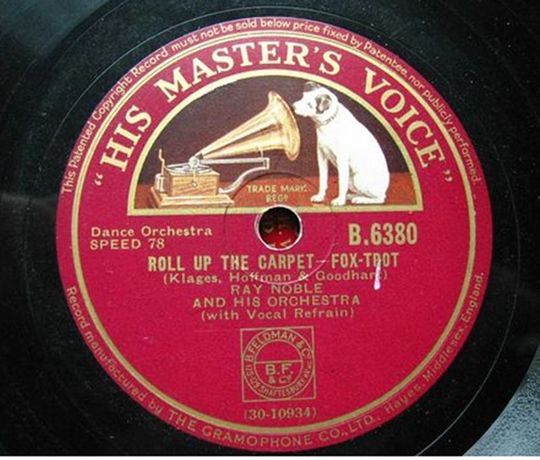 This Patented Copyright Record must not be sold below price fixed by Patentee, nor publicly performed.
"HIS MASTER'S VOICE"
TRADE MARK.
REGD
Dance Orchestra
SPEED 78
B.6380
ROLL UP THE CARPET—FOX-TROT
(Klages, Hoffman & Goodhart)
RAY NOBLE
AND HIS ORCHESTRA
(with Vocal Refrain)
B.FELDMAN & CO.
B.F.
& Cº
(30-10934)
Record manufactured by THE GRAMOPHONE CO., LTD., Hayes, Middlesex, England.